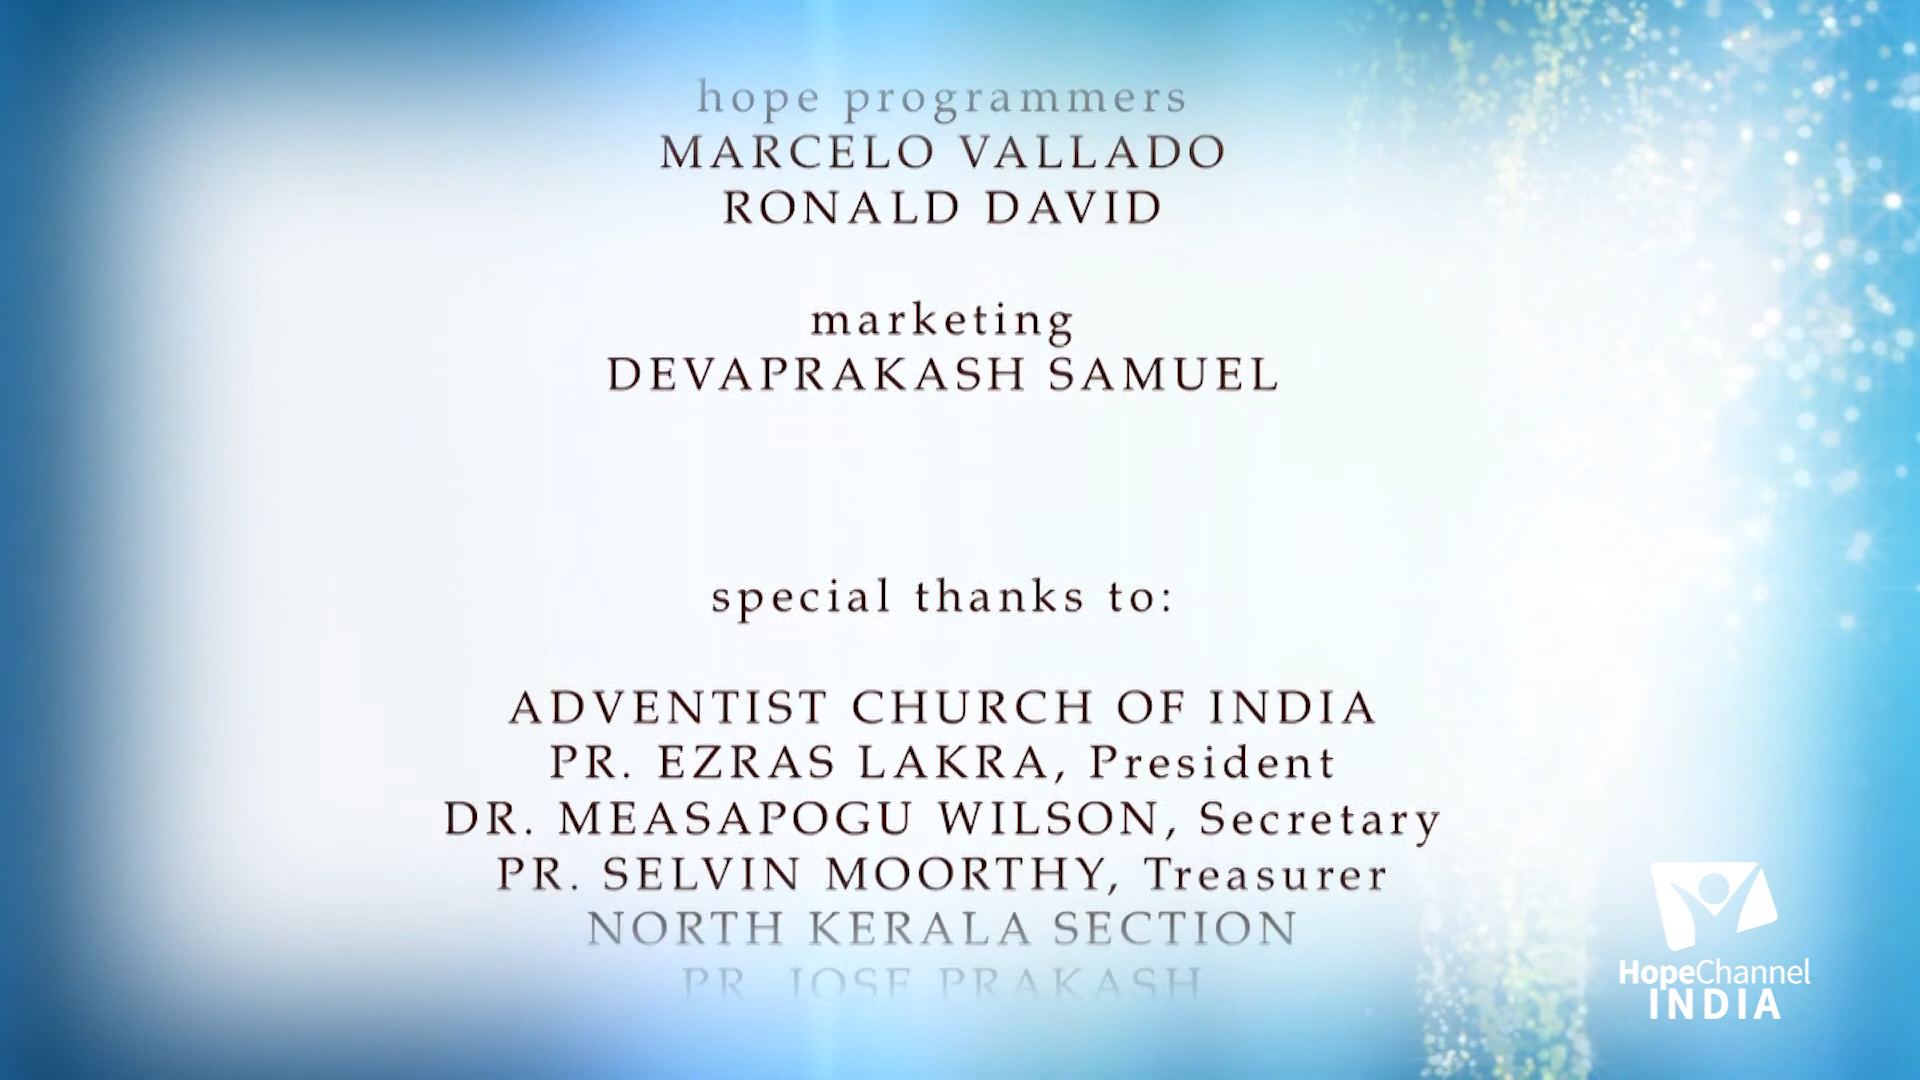 hope programmers
MARCELO VALLADO
RONALD DAVID
marketing
DEVAPRAKASH SAMUEL
special thanks to:
ADVENTIST CHURCH OF INDIA
PR. EZRAS LAKRA, President
DR. MEASAPOGU WILSON, Secretary
PR. SELVIN MOORTHY, Treasurer
NORTH KERALA SECTION
PR. JOSE PRAKASH
HopeChannel
INDIA